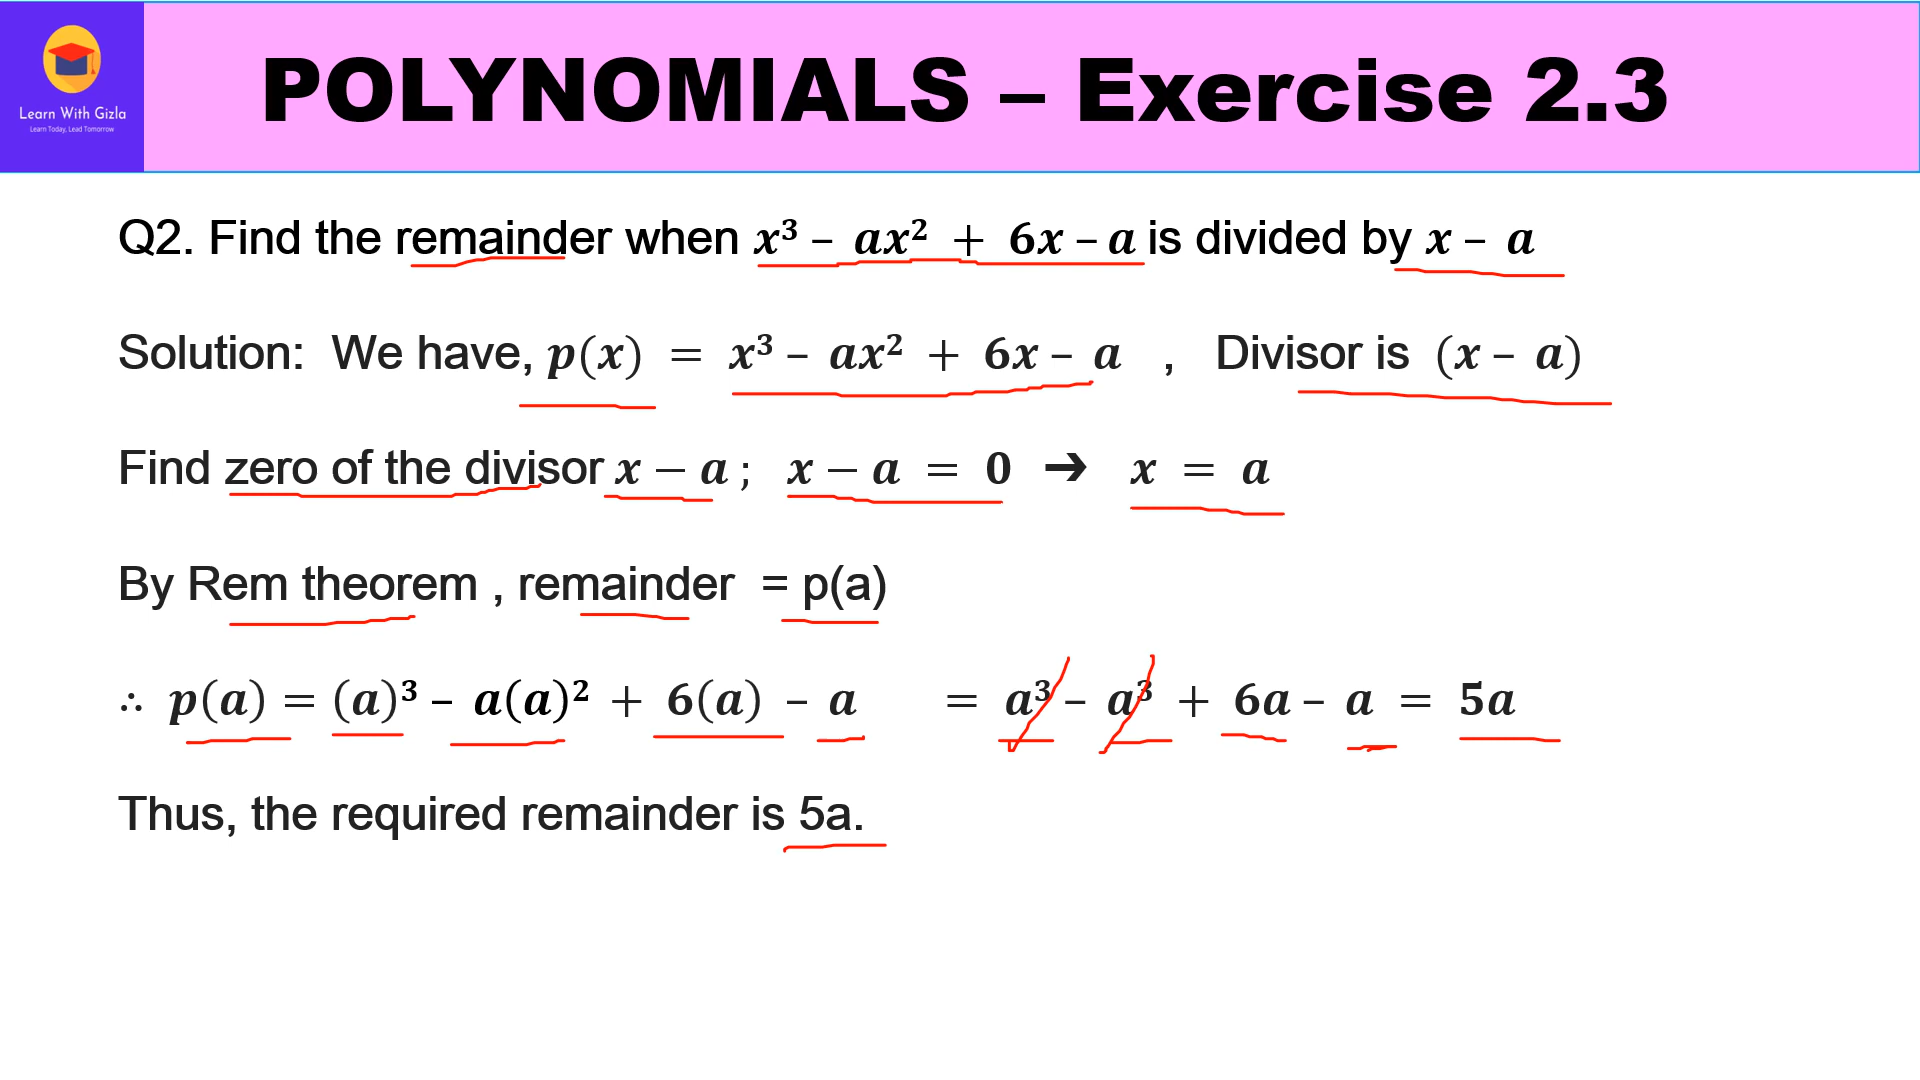 POLYNOMIALS – Exercise 2.3
Learn With Gizla
Learn Today, Lead Tomorrow
Q2. Find the remainder when x³ – ax² + 6x – a is divided by x – a
Solution: We have, p(x) = x³ – ax² + 6x – a , Divisor is (x – a)
Find zero of the divisor x − a ; x − a = 0 ➔ x = a
By Rem theorem , remainder = p(a)
∴ p(a) = (a)³ – a(a)² + 6(a) – a = a³ – a³ + 6a – a = 5a
Thus, the required remainder is 5a.